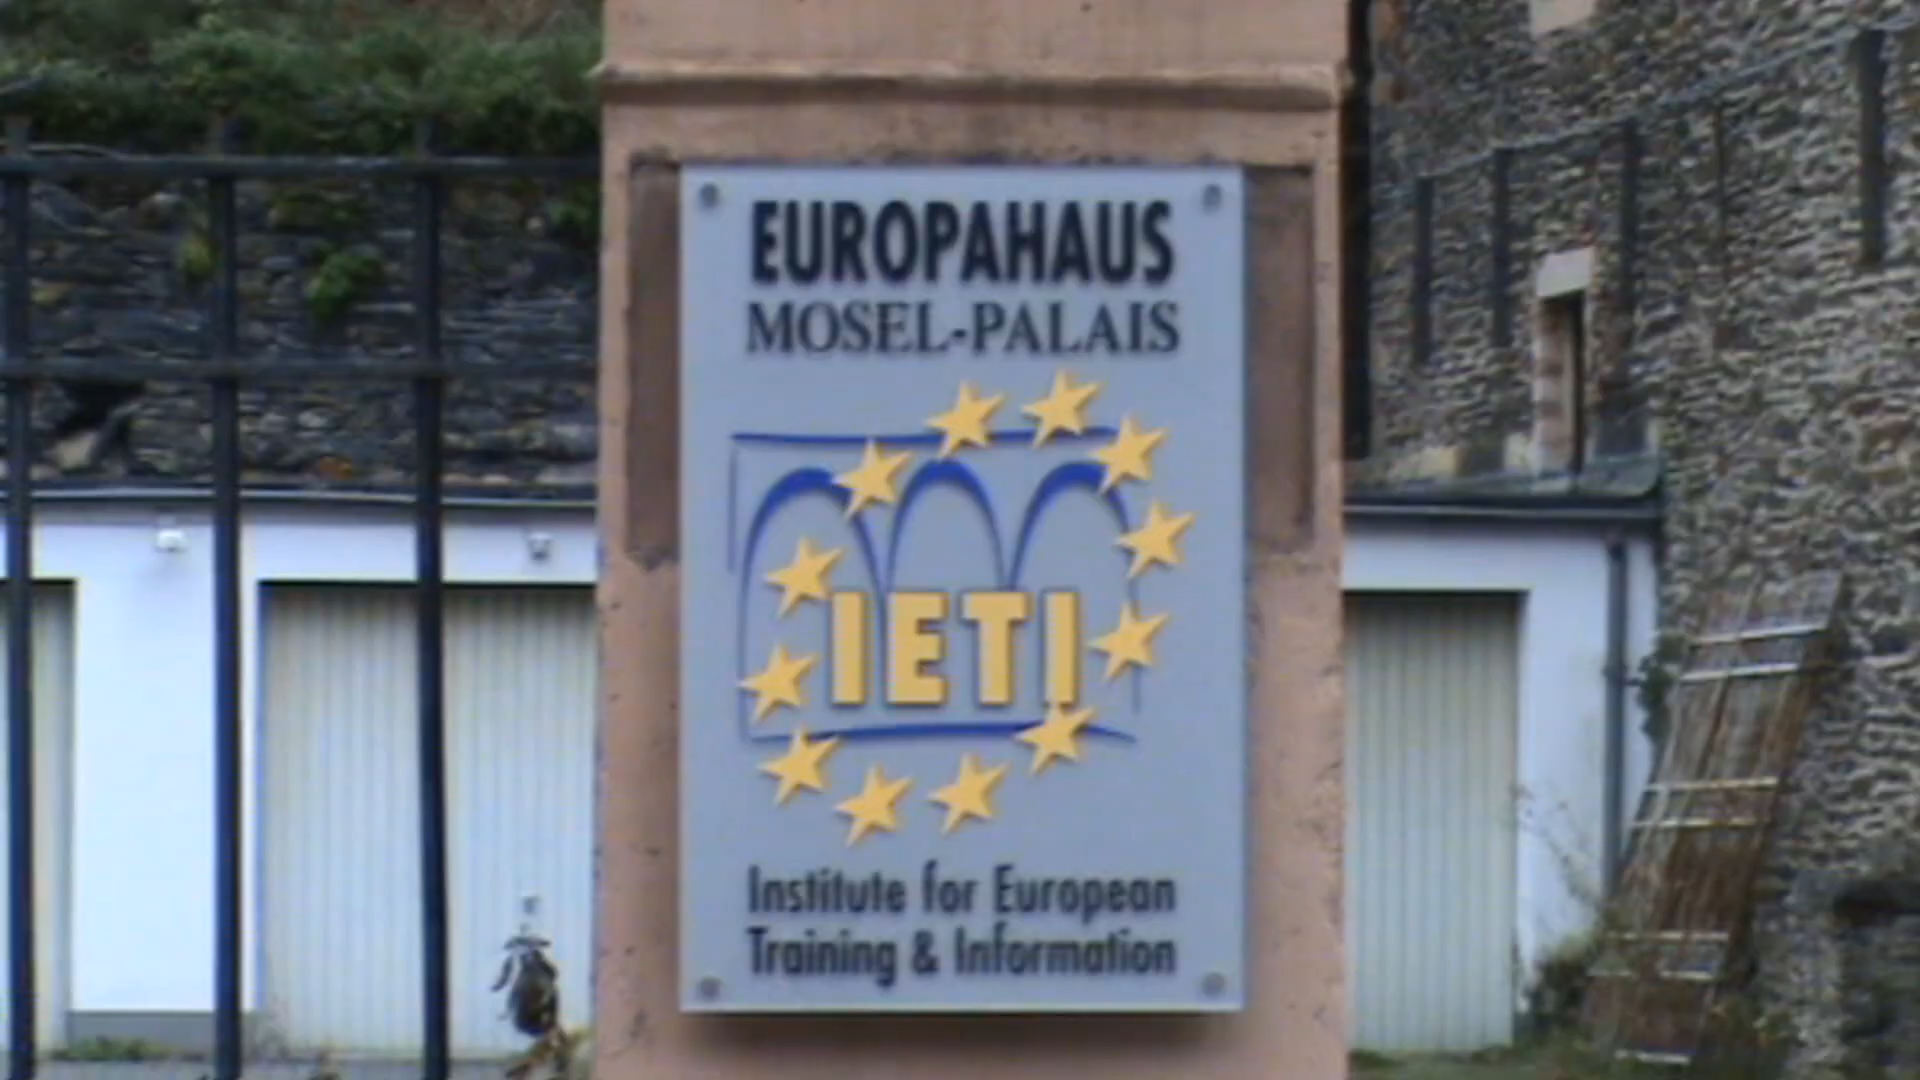 EUROPAHAUS
MOSEL-PALAIS
IETI
Institute for European
Training & Information